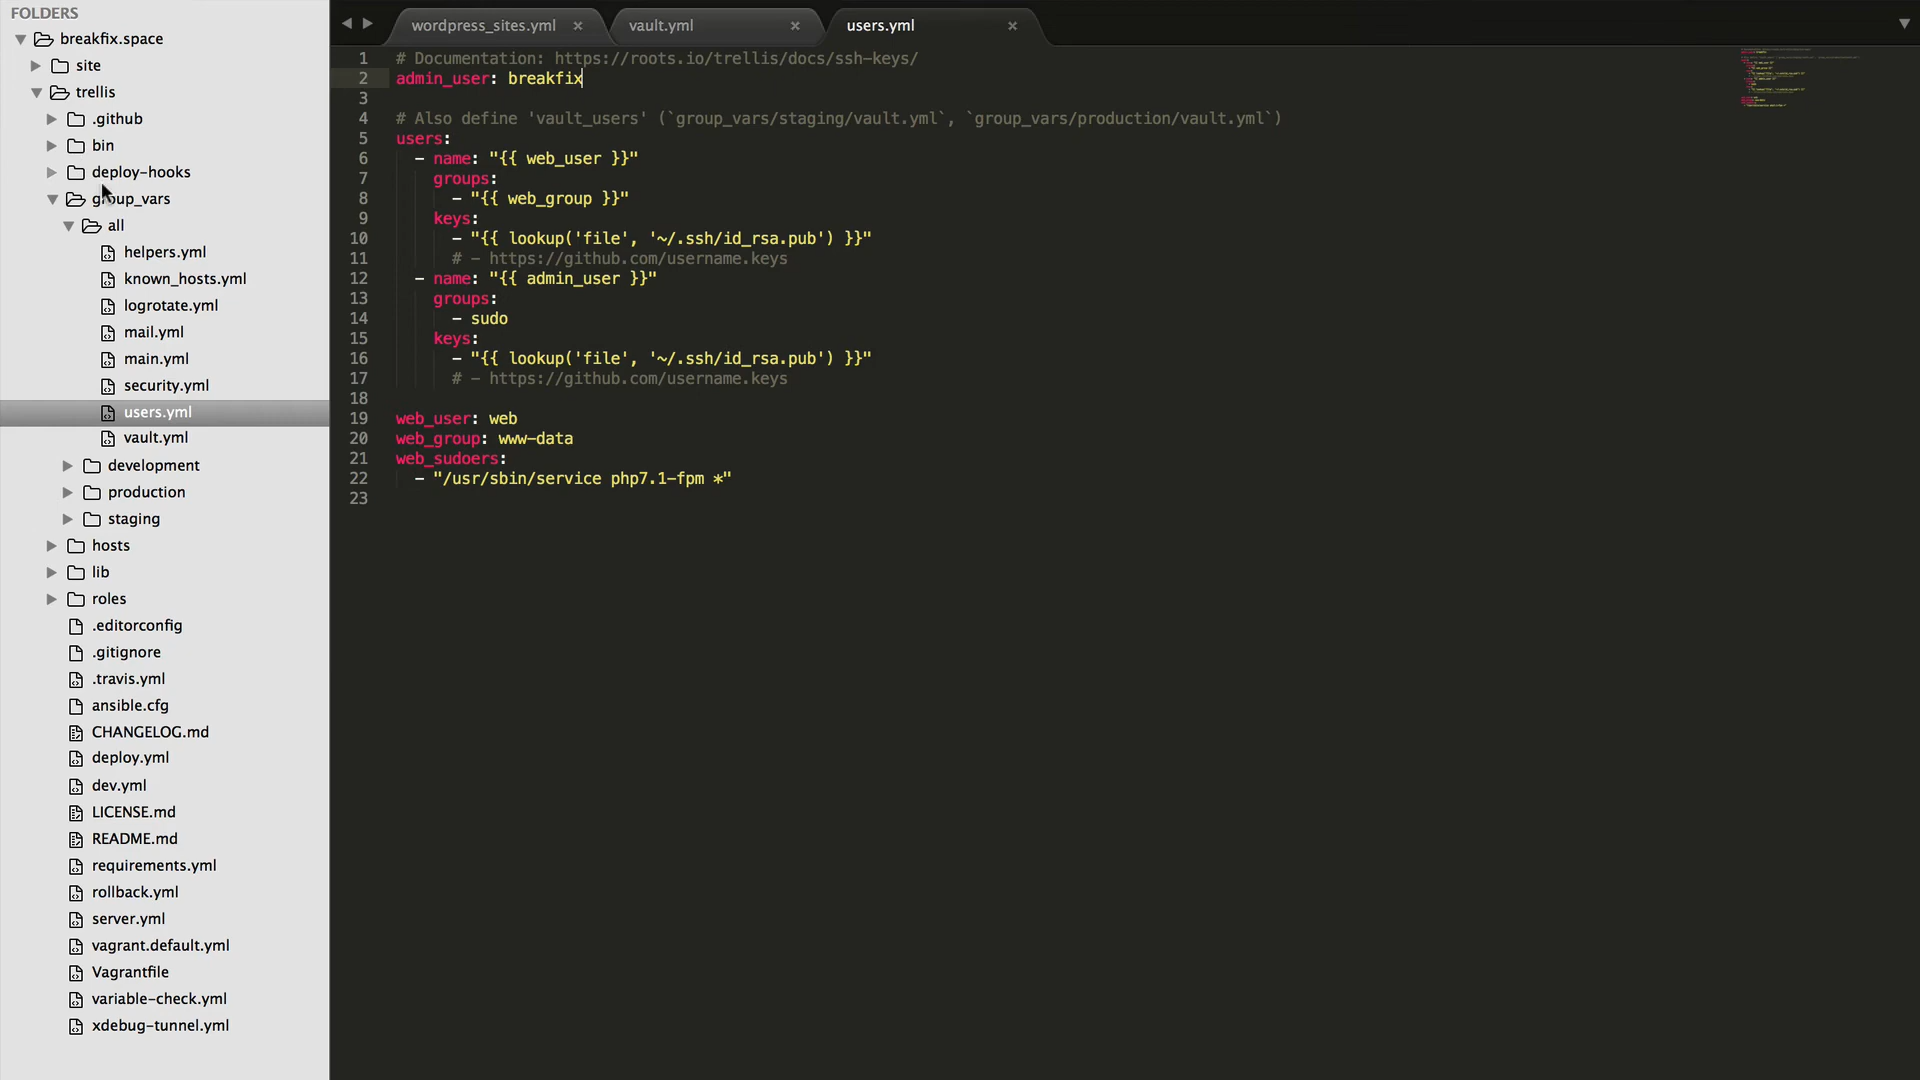 FOLDERS
breakfix.space
site
trellis
.github
bin
deploy-hooks
group_vars
all
helpers.yml
known_hosts.yml
logrotate.yml
mail.yml
main.yml
security.yml
users.yml
vault.yml
development
production
staging
hosts
lib
roles
.editorconfig
.gitignore
.travis.yml
ansible.cfg
CHANGELOG.md
deploy.yml
dev.yml
LICENSE.md
README.md
requirements.yml
rollback.yml
server.yml
vagrant.default.yml
Vagrantfile
variable-check.yml
xdebug-tunnel.yml
wordpress_sites.yml × vault.yml × users.yml ×
1 # Documentation: https://roots.io/trellis/docs/ssh-keys/
2 admin_user: breakfix
3
4 # Also define 'vault_users' (`group_vars/staging/vault.yml`, `group_vars/production/vault.yml`)
5 users:
6 - name: "{{ web_user }}"
7 groups:
8 - "{{ web_group }}"
9 keys:
10 - "{{ lookup('file', '~/.ssh/id_rsa.pub') }}"
11 # - https://github.com/username.keys
12 - name: "{{ admin_user }}"
13 groups:
14 - sudo
15 keys:
16 - "{{ lookup('file', '~/.ssh/id_rsa.pub') }}"
17 # - https://github.com/username.keys
18
19 web_user: web
20 web_group: www-data
21 web_sudoers:
22 - "/usr/sbin/service php7.1-fpm *"
23